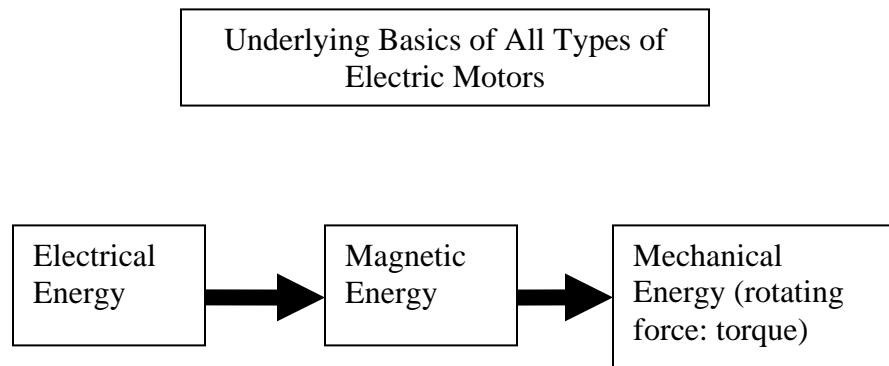 Underlying Basics of All Types of
Electric Motors
Electrical
Energy
Magnetic
Energy
Mechanical
Energy (rotating
force: torque)